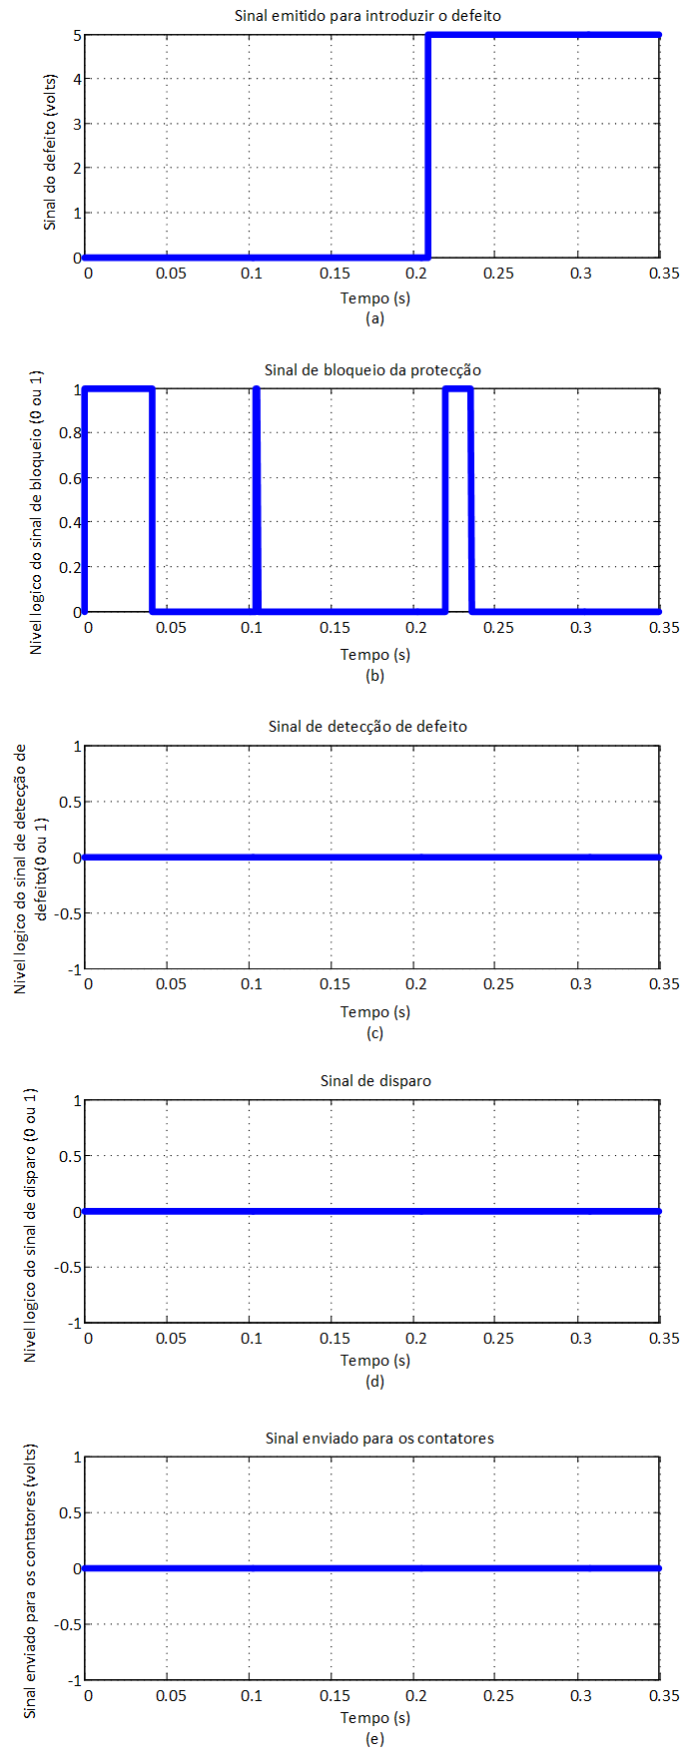 Sinal emitido para introduzir o defeito
Sinal do defeito (volts)
5
4
3
2
1
0
0 0.05 0.1 0.15 0.2 0.25 0.3 0.35
Tempo (s)
(a)
Sinal de bloqueio da protecção
Nivel logico do sinal de bloqueio (0 ou 1)
1
0.8
0.6
0.4
0.2
0
0 0.05 0.1 0.15 0.2 0.25 0.3 0.35
Tempo (s)
(b)
Sinal de detecção de defeito
Nivel logico do sinal de detecção de
defeito(0 ou 1)
1
0.5
0
-0.5
-1
0 0.05 0.1 0.15 0.2 0.25 0.3 0.35
Tempo (s)
(c)
Sinal de disparo
Nivel logico do sinal de disparo (0 ou 1)
1
0.5
0
-0.5
-1
0 0.05 0.1 0.15 0.2 0.25 0.3 0.35
Tempo (s)
(d)
Sinal enviado para os contatores
Sinal enviado para os contatores (volts)
1
0.5
0
-0.5
-1
0 0.05 0.1 0.15 0.2 0.25 0.3 0.35
Tempo (s)
(e)